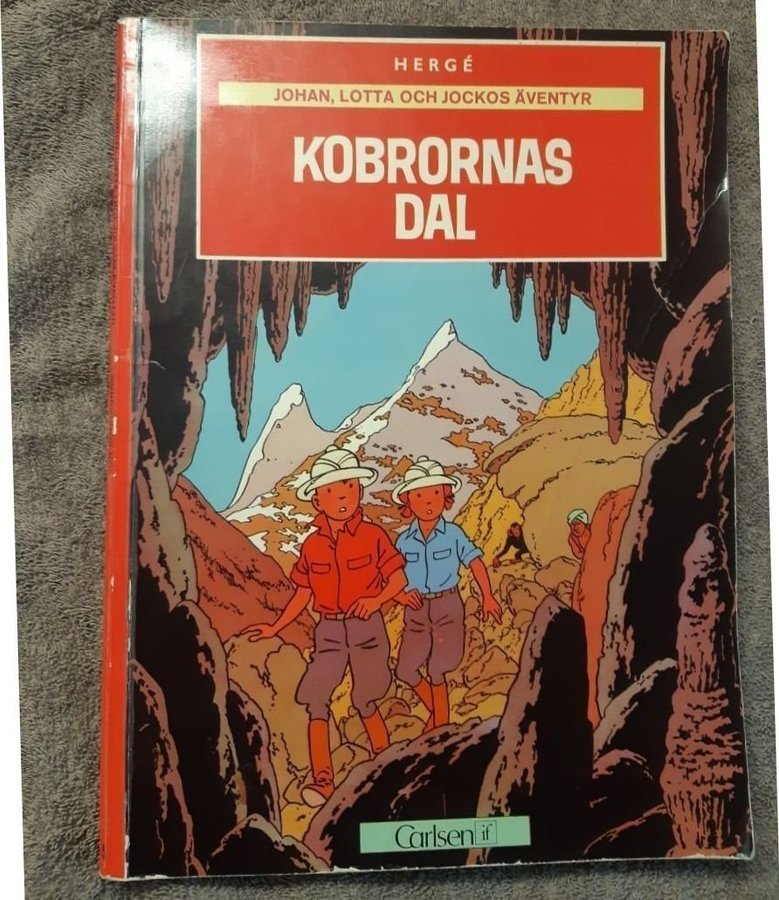 HERGÉ
JOHAN, LOTTA OCH JOCKOS ÄVENTYR
KOBRORNAS
DAL
Carlsen if